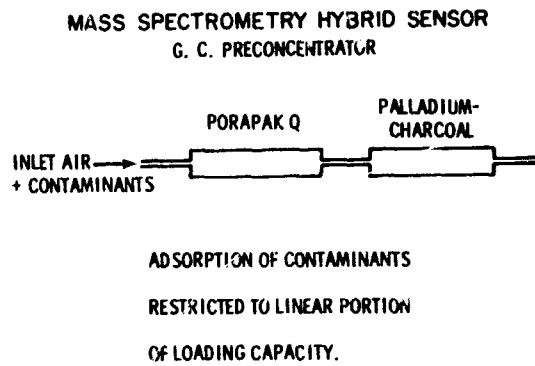 MASS SPECTROMETRY HYBRID SENSOR
G. C. PRECONCENTRATOR
PORAPAK Q
PALLADIUM-
CHARCOAL
INLET AIR
+ CONTAMINANTS
ADSORPTION OF CONTAMINANTS
RESTRICTED TO LINEAR PORTION
OF LOADING CAPACITY.